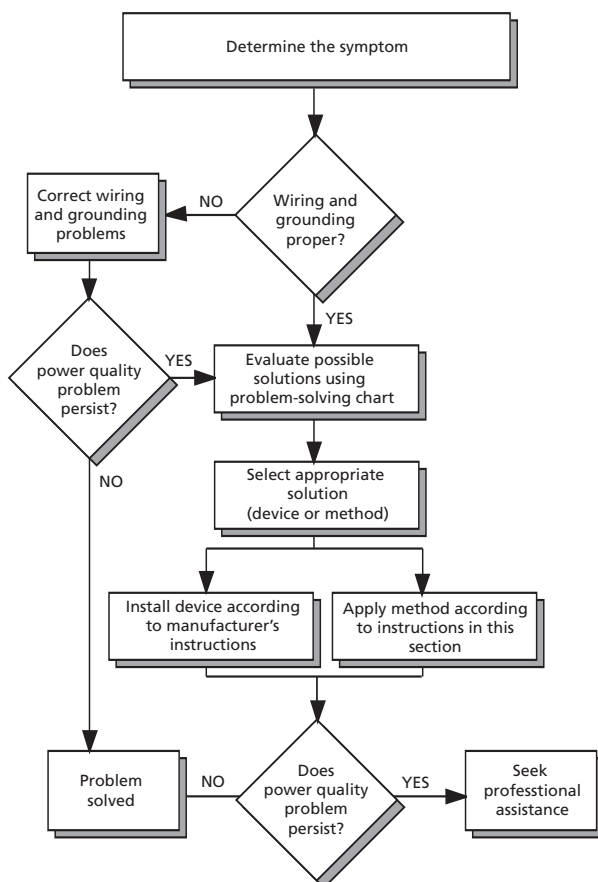 Determine the symptom
Wiring and
grounding
proper?
NO
Correct wiring
and grounding
problems
YES
Does
power quality
problem
persist?
YES
Evaluate possible
solutions using
problem-solving chart
NO
Select appropriate
solution
(device or method)
Install device according
to manufacturer's
instructions
Apply method according
to instructions in this
section
Does
power quality
problem
persist?
NO
Problem
solved
YES
Seek
professtional
assistance